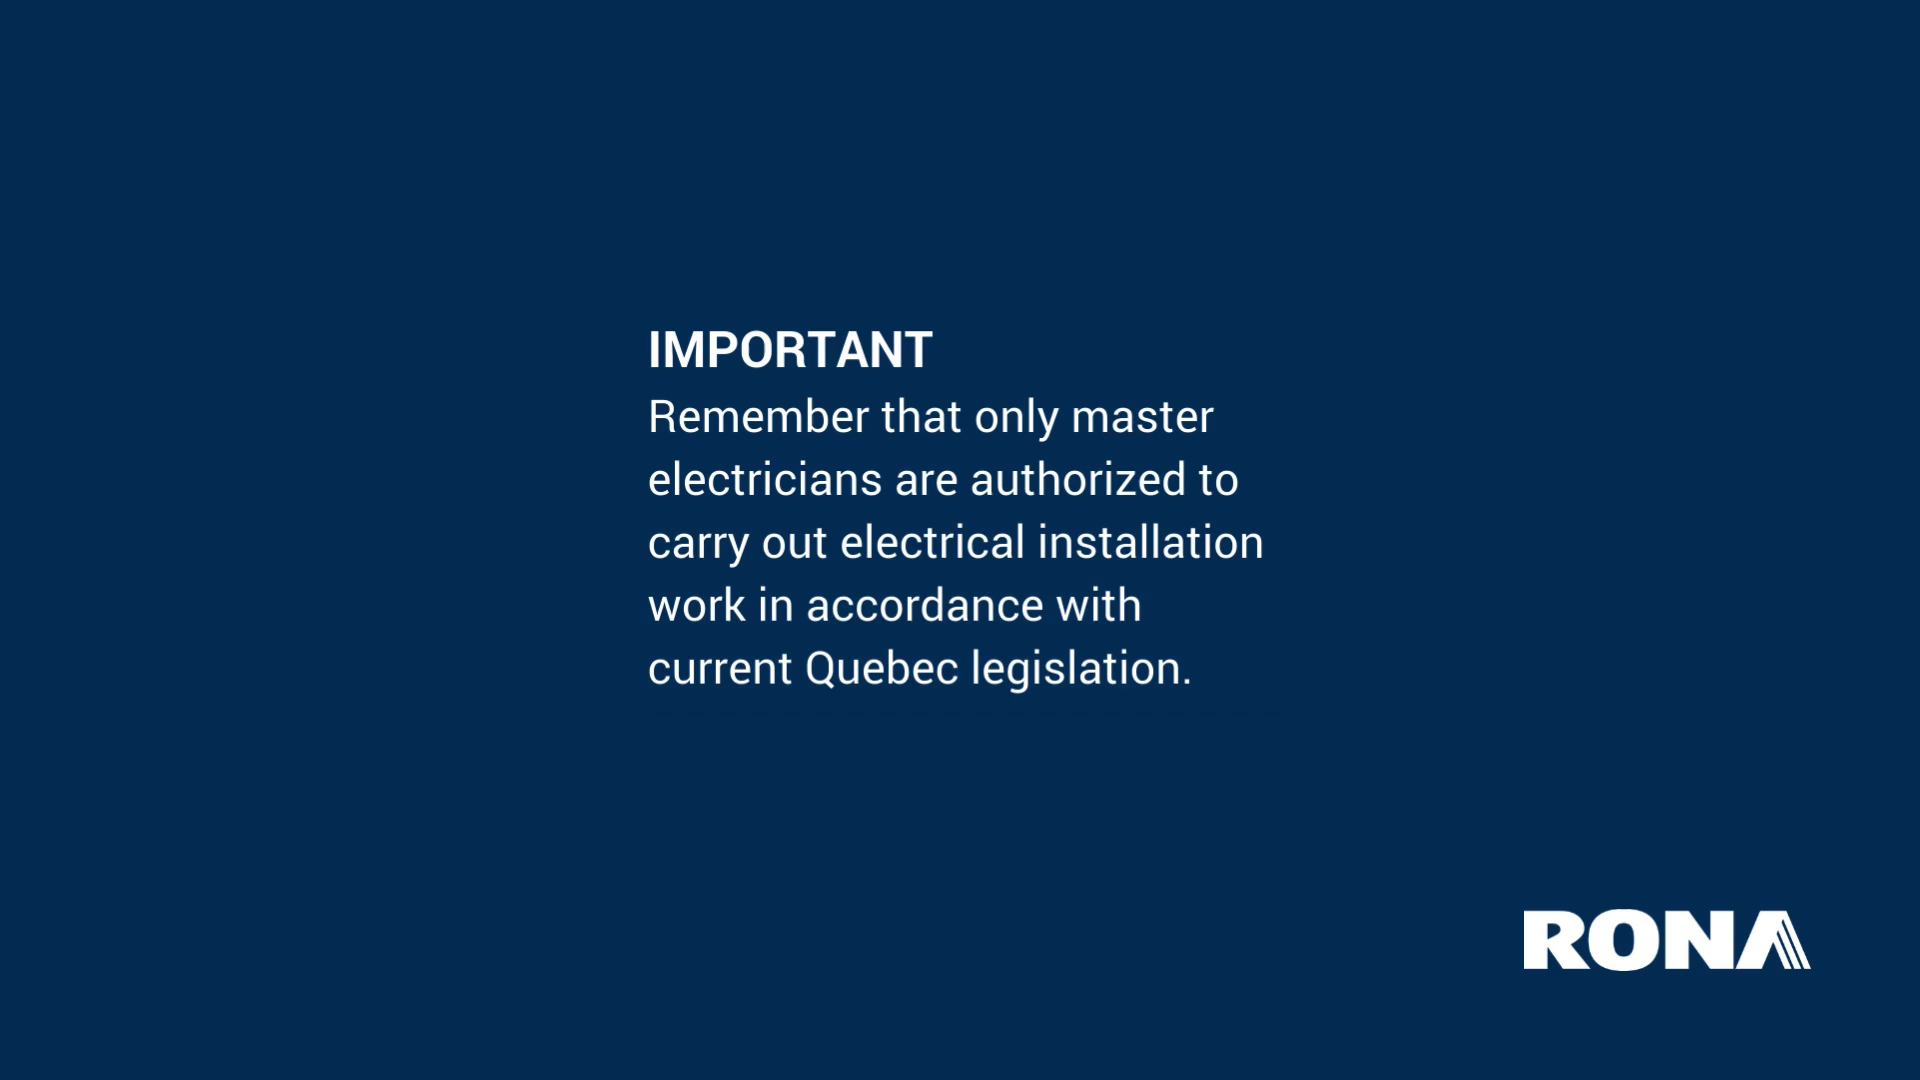 IMPORTANT
Remember that only master
electricians are authorized to
carry out electrical installation
work in accordance with
current Quebec legislation.
RONA